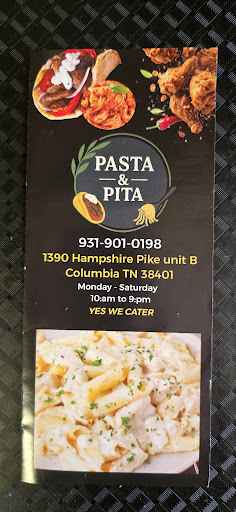 PASTA
&
PITA
931-901-0198
1390 Hampshire Pike unit B
Columbia TN 38401
Monday - Saturday
10:am to 9:pm
YES WE CATER